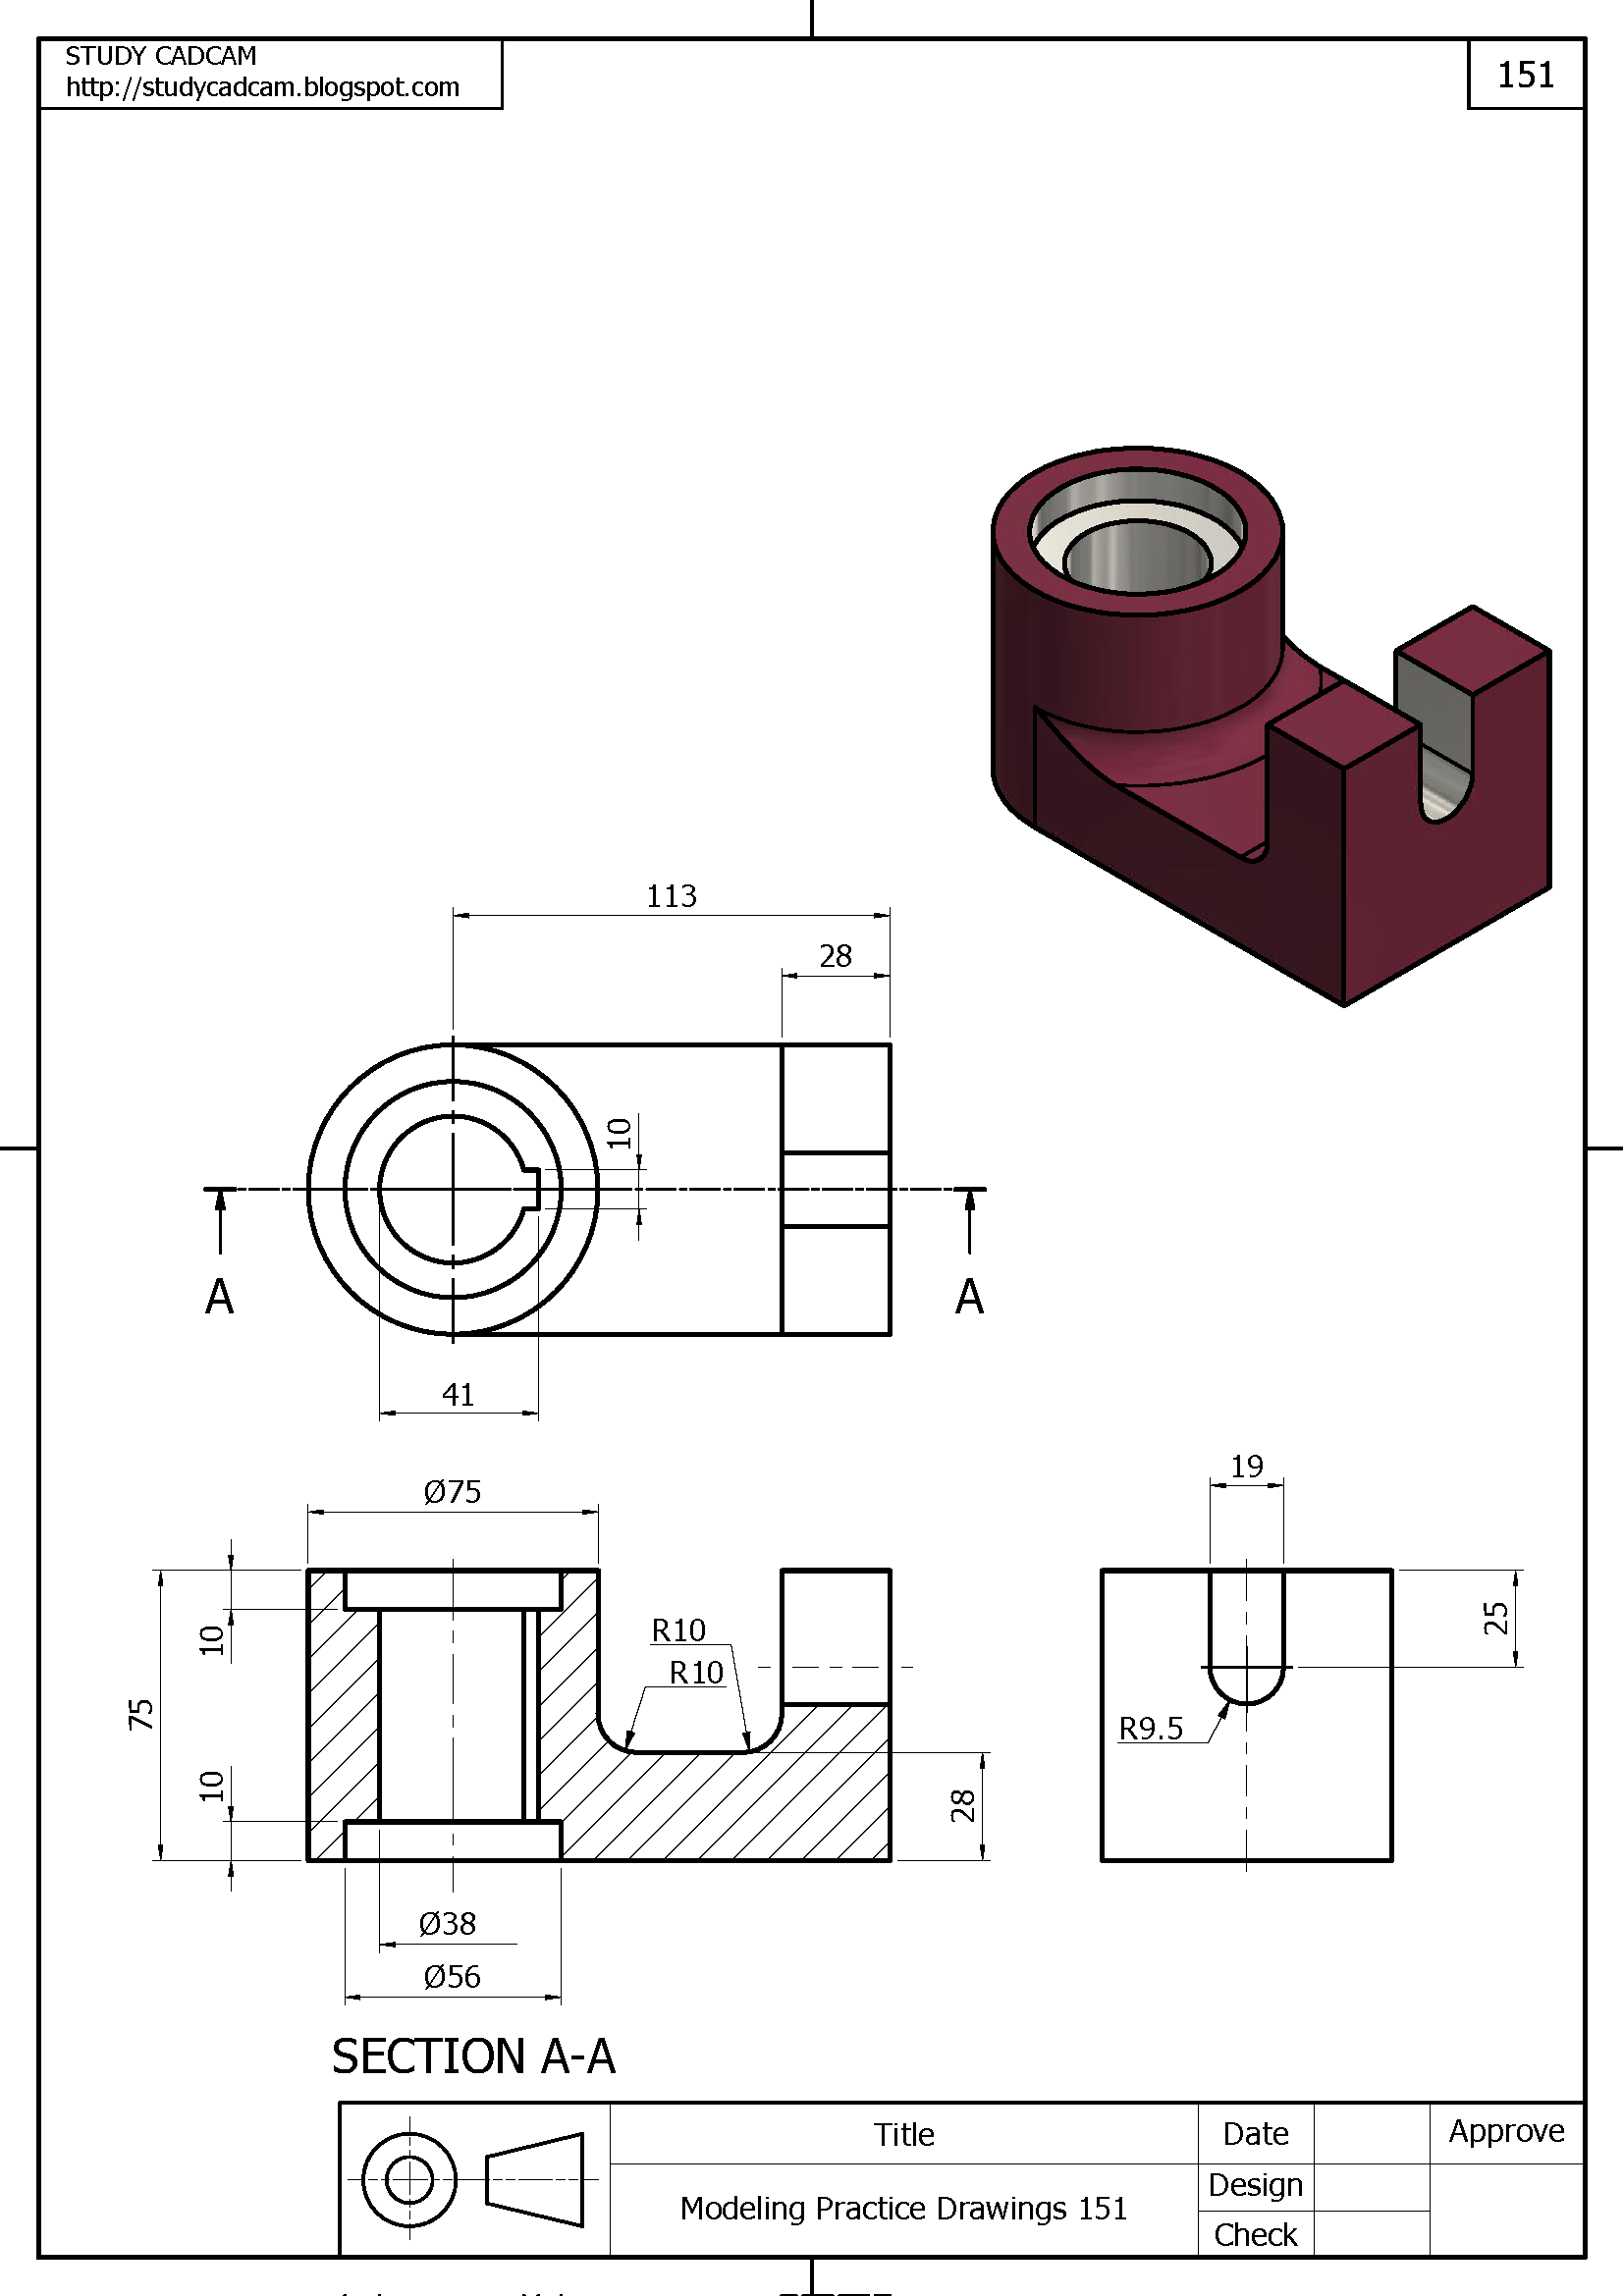 STUDY CADCAM
http://studycadcam.blogspot.com
151
113
28
10
A A
41
19
Ø75
25
10
R10
R10
75
R9.5
10
28
Ø38
Ø56
SECTION A-A
Title
Date
Approve
Design
Modeling Practice Drawings 151
Check